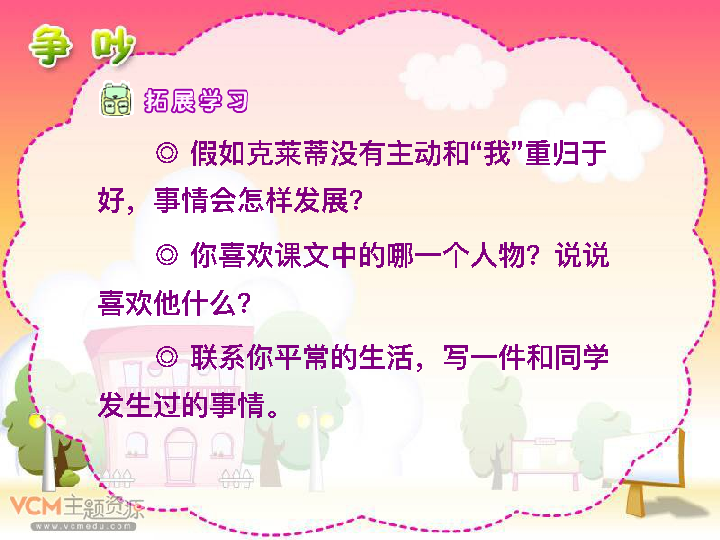 争吵
拓展学习
◎ 假如克莱蒂没有主动和“我”重归于
好，事情会怎样发展？
◎ 你喜欢课文中的哪一个人物？说说
喜欢他什么？
◎ 联系你平常的生活，写一件和同学
发生过的事情。
VCM主题资源
www.vcmedu.com